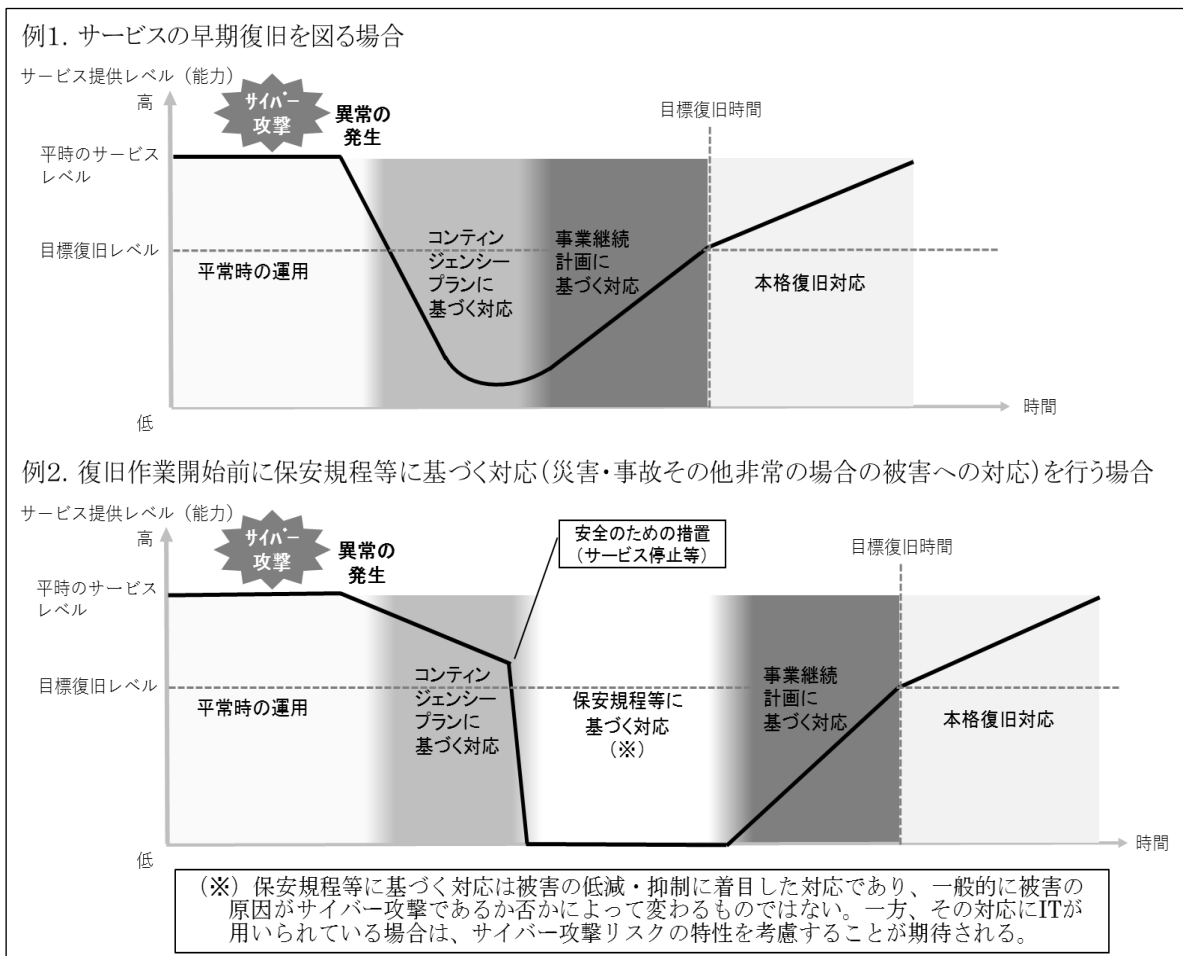 例1．サービスの早期復旧を図る場合
サービス提供レベル（能力）
高
サイバー
攻撃
異常の
発生
目標復旧時間
平時のサービス
レベル
目標復旧レベル
平常時の運用
コンティン
ジェンシー
プランに
基づく対応
事業継続
計画に
基づく対応
本格復旧対応
低
時間
例2．復旧作業開始前に保安規程等に基づく対応（災害・事故その他非常の場合の被害への対応）を行う場合
サービス提供レベル（能力）
高
サイバー
攻撃
異常の
発生
安全のための措置
（サービス停止等）
目標復旧時間
平時のサービス
レベル
目標復旧レベル
平常時の運用
コンティン
ジェンシー
プランに
基づく対応
保安規程等に
基づく対応
（※）
事業継続
計画に
基づく対応
本格復旧対応
低
時間
（※）保安規程等に基づく対応は被害の低減・抑制に着目した対応であり、一般的に被害の
原因がサイバー攻撃であるか否かによって変わるものではない。一方、その対応にITが
用いられている場合は、サイバー攻撃リスクの特性を考慮することが期待される。